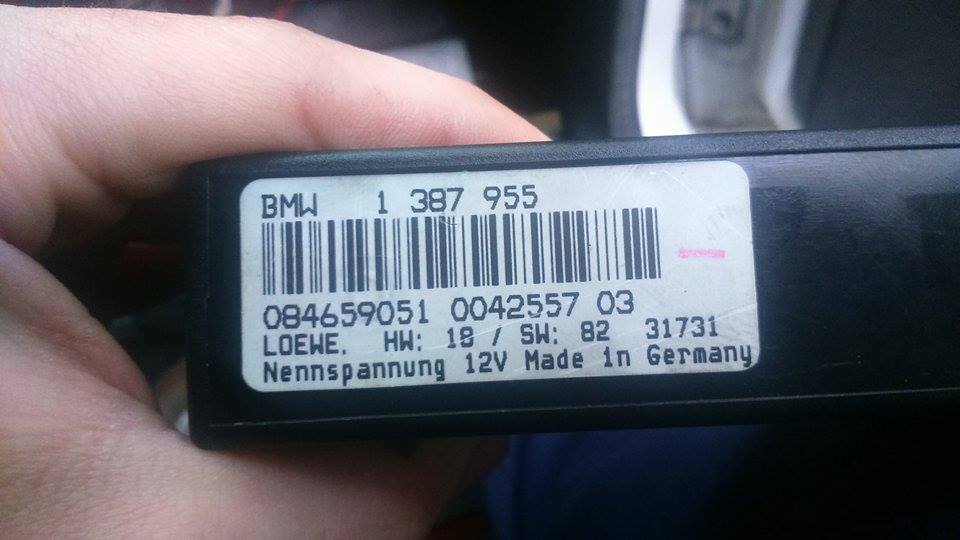 BMW 1 387 955
084659051 0042557 03
LOEWE. HW: 18 / SW: 82 31731
Nennspannung 12V Made in Germany